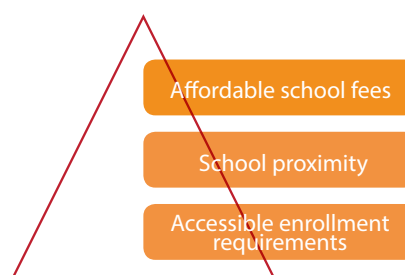 Affordable school fees
School proximity
Accessible enrollment
requirements